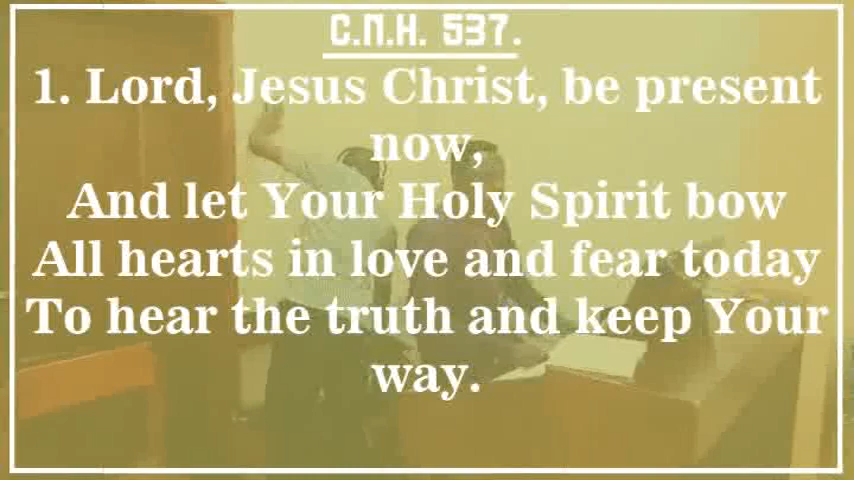 C.N.H. 537.
1. Lord, Jesus Christ, be present
now,
And let Your Holy Spirit bow
All hearts in love and fear today
To hear the truth and keep Your
way.